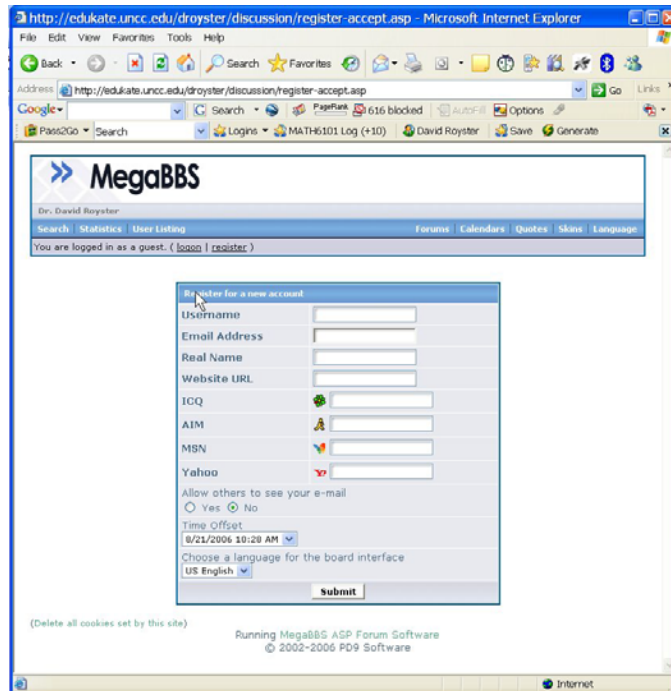 http://edukate.uncc.edu/droyster/discussion/register-accept.asp - Microsoft Internet Explorer
File Edit View Favorites Tools Help
Back Search Favorites
Address http://edukate.uncc.edu/droyster/discussion/register-accept.asp Go Links
Google Search PageRank 616 blocked AutoFill Options
Pass2Go Search Logins MATH6101 Log (+10) David Royster Save Generate
MegaBBS
Dr. David Royster
Search Statistics User Listing Forums Calendars Quotes Skins Language
You are logged in as a guest. ( logon | register )
Register for a new account
Username
Email Address
Real Name
Website URL
ICQ
AIM
MSN
Yahoo
Allow others to see your e-mail
Yes No
Time Offset
8/21/2006 10:28 AM
Choose a language for the board interface
US English
Submit
(Delete all cookies set by this site)
Running MegaBBS ASP Forum Software
© 2002-2006 PD9 Software
Internet